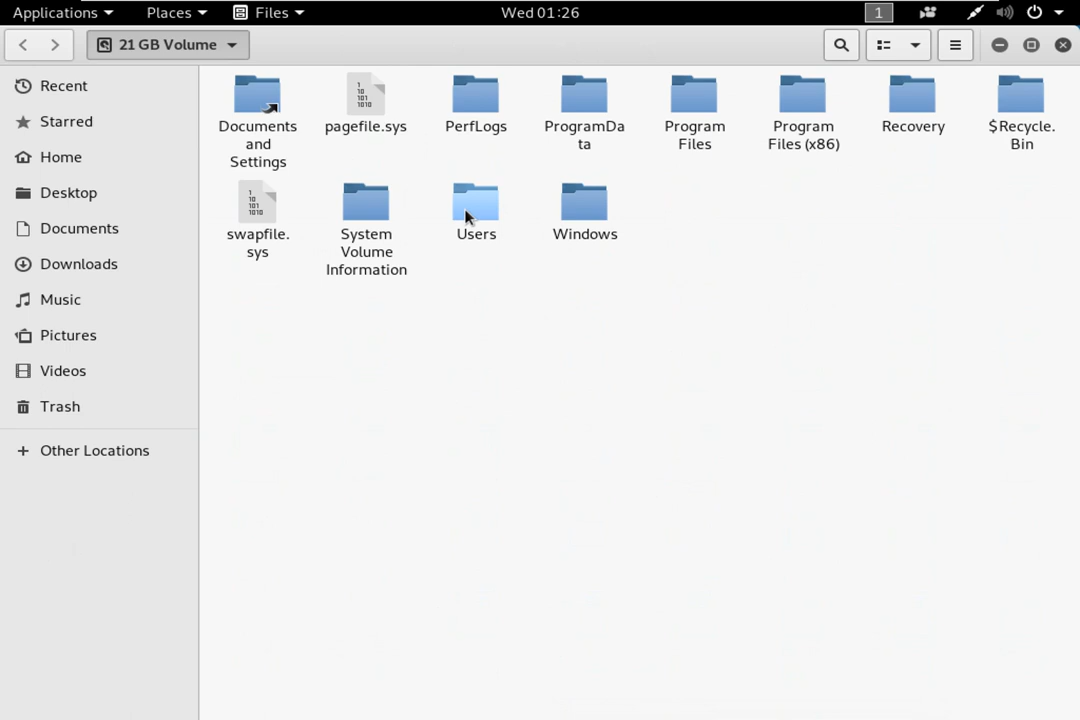 Applications Places Files Wed 01:26 1
21 GB Volume
Recent
Starred
Home
Desktop
Documents
Downloads
Music
Pictures
Videos
Trash
Other Locations
Documents and Settings
pagefile.sys
PerfLogs
ProgramDa
ta
Program
Files
Program
Files (x86)
Recovery
$Recycle.
Bin
swapfile.
sys
System
Volume
Information
Users
Windows